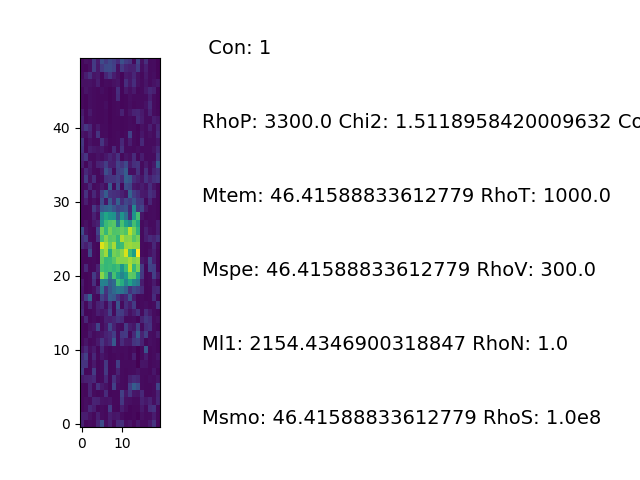 Con: 1
RhoP: 3300.0 Chi2: 1.5118958420009632 Co
Mtem: 46.41588833612779 RhoT: 1000.0
Mspe: 46.41588833612779 RhoV: 300.0
Ml1: 2154.4346900318847 RhoN: 1.0
Msmo: 46.41588833612779 RhoS: 1.0e8
40
30
20
10
0
0 10